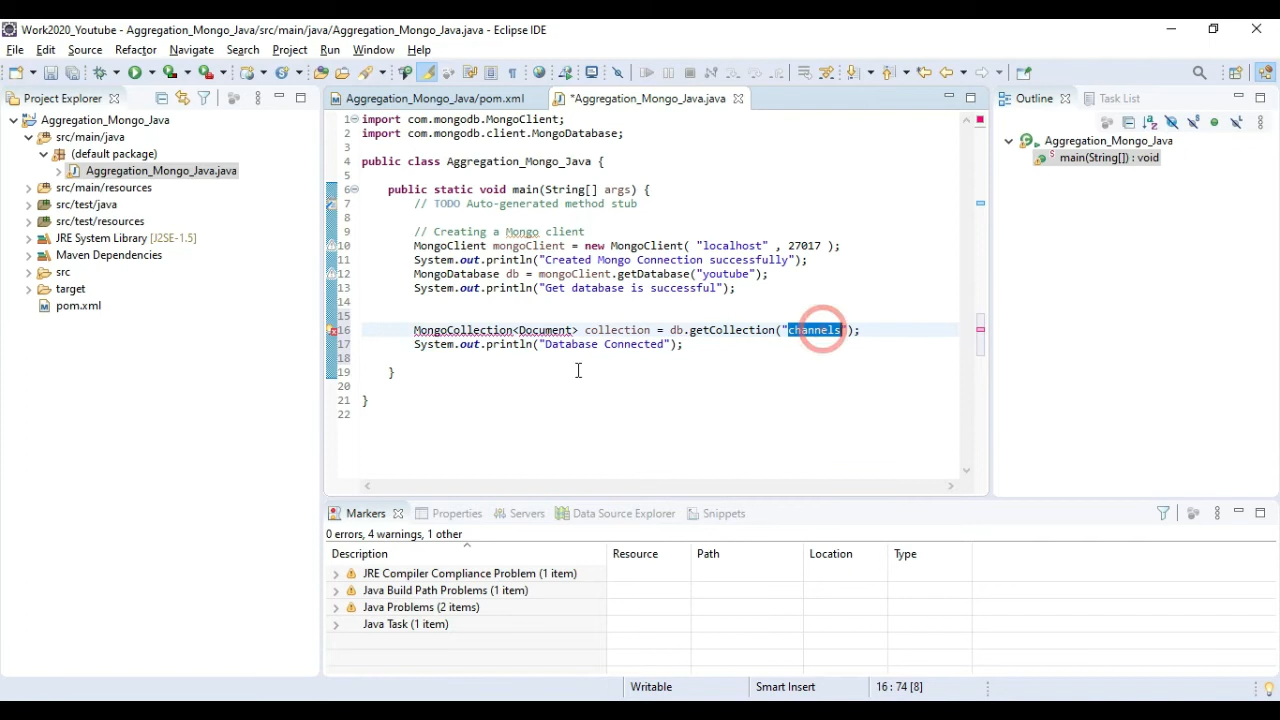 Work2020_Youtube - Aggregation_Mongo_Java/src/main/java/Aggregation_Mongo_Java.java - Eclipse IDE
File Edit Source Refactor Navigate Search Project Run Window Help
Project Explorer
Aggregation_Mongo_Java
src/main/java
(default package)
Aggregation_Mongo_Java.java
src/main/resources
src/test/java
src/test/resources
JRE System Library [J2SE-1.5]
Maven Dependencies
src
target
pom.xml
Aggregation_Mongo_Java/pom.xml
*Aggregation_Mongo_Java.java
1 import com.mongodb.MongoClient;
2 import com.mongodb.client.MongoDatabase;
3
4 public class Aggregation_Mongo_Java {
5
6 public static void main(String[] args) {
7 // TODO Auto-generated method stub
8
9 // Creating a Mongo client
10 MongoClient mongoClient = new MongoClient( "localhost" , 27017 );
11 System.out.println("Created Mongo Connection successfully");
12 MongoDatabase db = mongoClient.getDatabase("youtube");
13 System.out.println("Get database is successful");
14
15
16 MongoCollection<Document> collection = db.getCollection("channels");
17 System.out.println("Database Connected");
18
19 }
20
21 }
22
Outline Task List
Aggregation_Mongo_Java
main(String[]) : void
Markers Properties Servers Data Source Explorer Snippets
0 errors, 4 warnings, 1 other
Description Resource Path Location Type
JRE Compiler Compliance Problem (1 item)
Java Build Path Problems (1 item)
Java Problems (2 items)
Java Task (1 item)
Writable Smart Insert 16 : 74 [8]